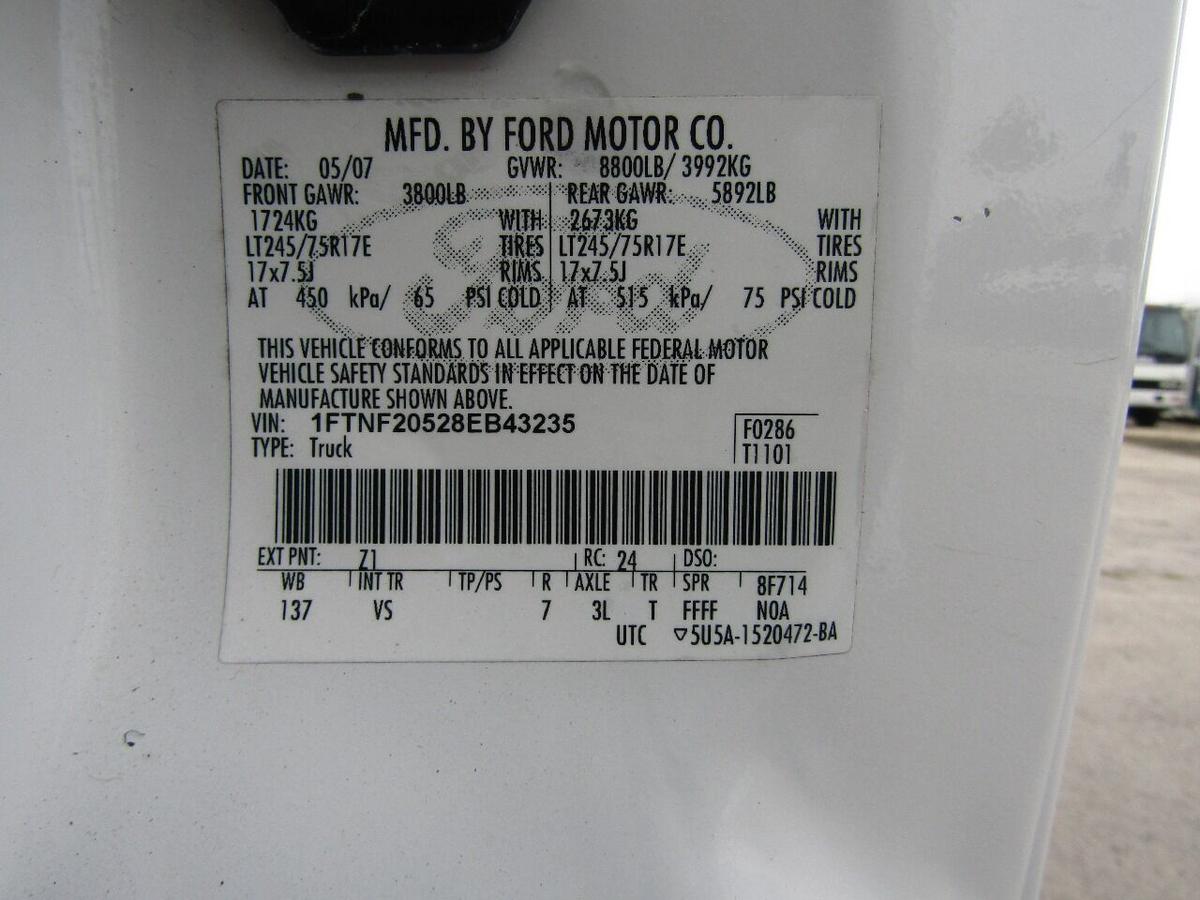 MFD. BY FORD MOTOR CO.
DATE: 05/07 GVWR: 8800LB/ 3992KG
FRONT GAWR: 3800LB REAR GAWR: 5892LB
1724KG WITH 2673KG WITH
LT245/75R17E TIRES LT245/75R17E TIRES
17x7.5J RIMS 17x7.5J RIMS
AT 450 kPa/ 65 PSI COLD AT 515 kPa/ 75 PSI COLD
Ford
THIS VEHICLE CONFORMS TO ALL APPLICABLE FEDERAL MOTOR
VEHICLE SAFETY STANDARDS IN EFFECT ON THE DATE OF
MANUFACTURE SHOWN ABOVE.
VIN: 1FTNF20528EB43235 F0286
TYPE: Truck T1101
EXT PNT: Z1 RC: 24 DSO:
WB INT TR TP/PS R AXLE TR SPR 8F714
137 VS 7 3L T FFFF N0A
UTC ▽5U5A-1520472-BA